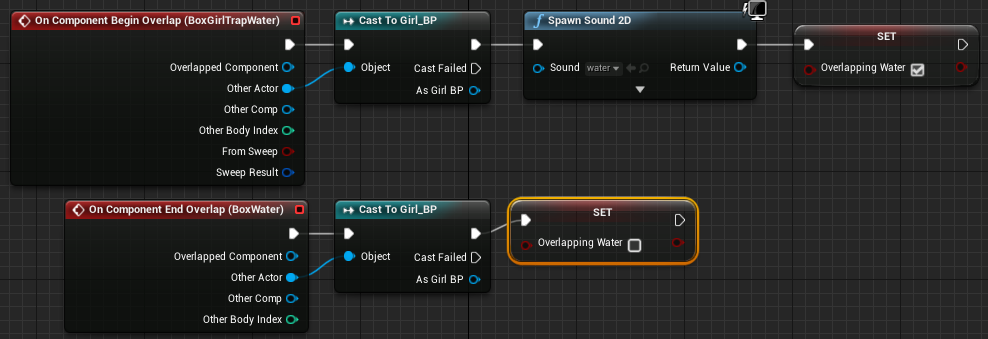 On Component Begin Overlap (BoxGirlTrapWater)
Overlapped Component
Other Actor
Other Comp
Other Body Index
From Sweep
Sweep Result
Cast To Girl_BP
Object
Cast Failed
As Girl BP
Spawn Sound 2D
Sound water
Return Value
SET
Overlapping Water
On Component End Overlap (BoxWater)
Overlapped Component
Other Actor
Other Comp
Other Body Index
Cast To Girl_BP
Object
Cast Failed
As Girl BP
SET
Overlapping Water